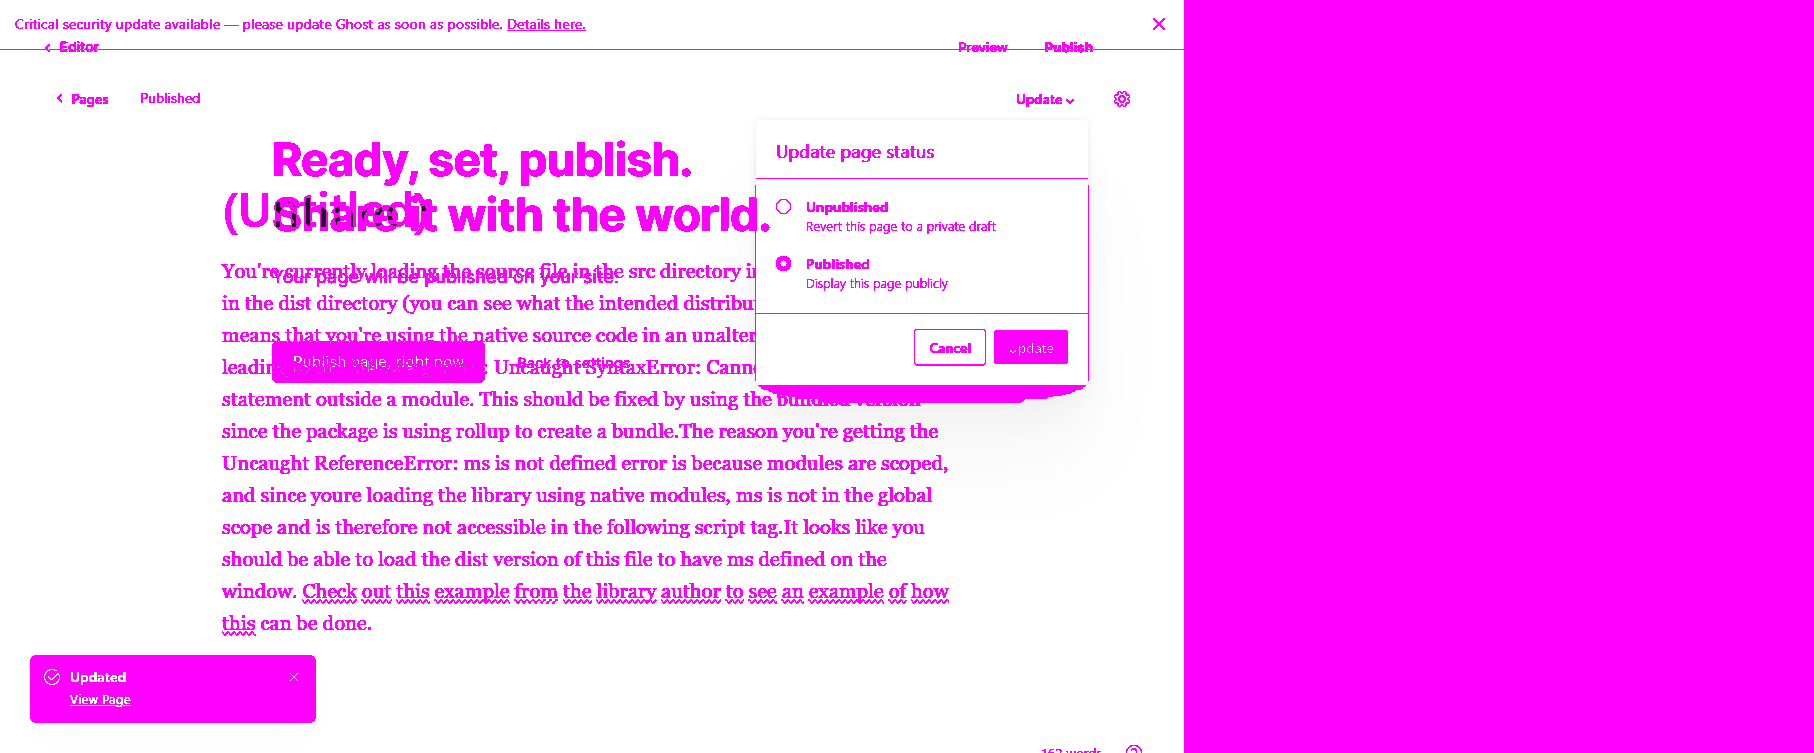 Critical security update available — please update Ghost as soon as possible. Details here.
Editor
Preview
Publish
Pages
Published
Update
Ready, set, publish.
(Untitled)
Share it with the world.
Update page status
Unpublished
Revert this page to a private draft
Published
Display this page publicly
Cancel
Update
You're currently loading the source file in the src directory
Your page will be published on your site.
in the dist directory (you can see what the intended
means that you're using the native source code in an
Publish page, right now
Back to settings
Uncaught SyntaxError:
statement outside a module. This should be fixed by using the bundled version
since the package is using rollup to create a bundle.The reason you're getting the
Uncaught ReferenceError: ms is not defined error is because modules are scoped,
and since youre loading the library using native modules, ms is not in the global
scope and is therefore not accessible in the following script tag.It looks like you
should be able to load the dist version of this file to have ms defined on the
window. Check out this example from the library author to see an example of how
this can be done.
Updated
View Page